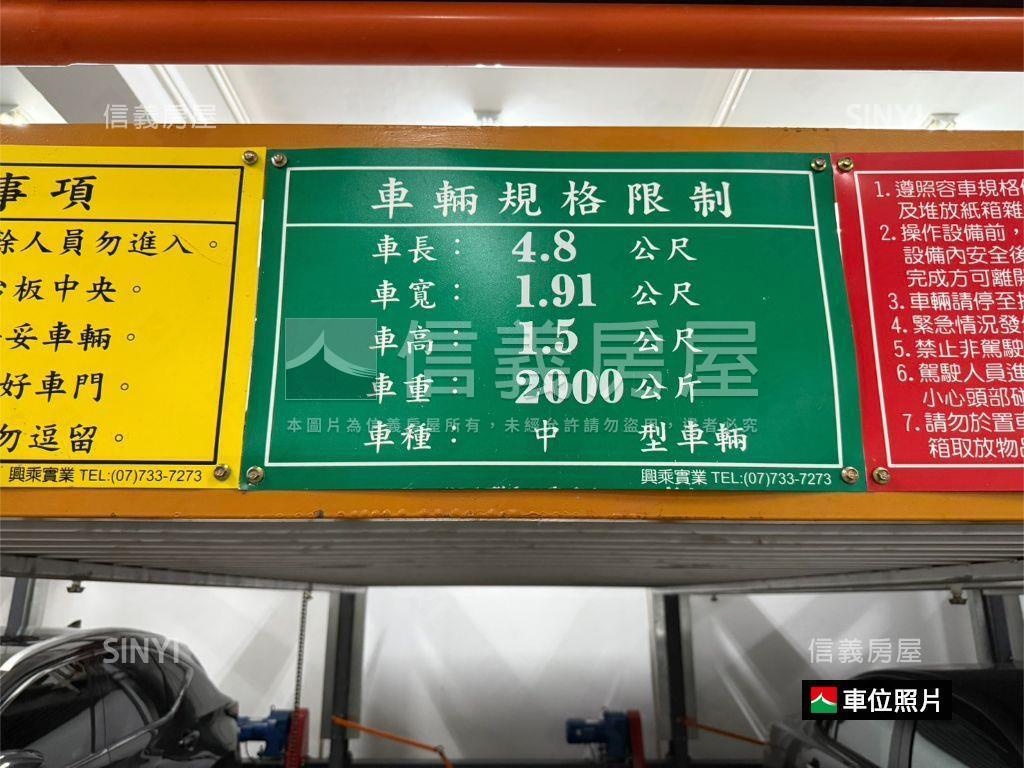 信義房屋
SINYI
事項
除人員勿進入。
板中央。
妥車輛。
好車門。
勿逗留。
興乘實業 TEL:(07)733-7273
車輛規格限制
車長： 4.8 公尺
車寬： 1.91 公尺
車高： 1.5 公尺
車重： 2000 公斤
車種： 中 型車輛
興乘實業 TEL:(07)733-7273
信義房屋
本圖片為信義房屋所有，未經允許請勿盜用，違者必究
1.遵照容車規格
及堆放紙箱雜
2.操作設備前，
設備內安全後
完成方可離開
3.車輛請停至
4.緊急情況發
5.禁止非駕駛
6.駕駛人員進
小心頭部碰
7.請勿於置車
箱取放物品
SINYI
信義房屋
車位照片